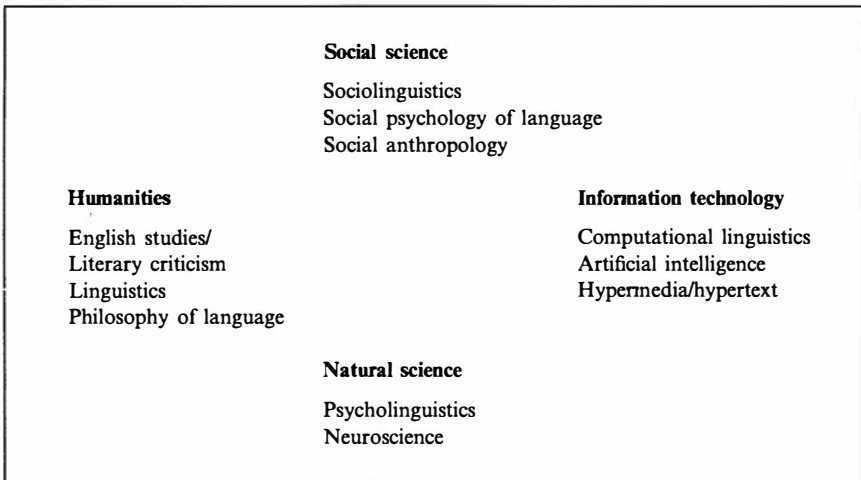 Social science
Sociolinguistics
Social psychology of language
Social anthropology
Humanities
English studies/
Literary criticism
Linguistics
Philosophy of language
Information technology
Computational linguistics
Artificial intelligence
Hypermedia/hypertext
Natural science
Psycholinguistics
Neuroscience